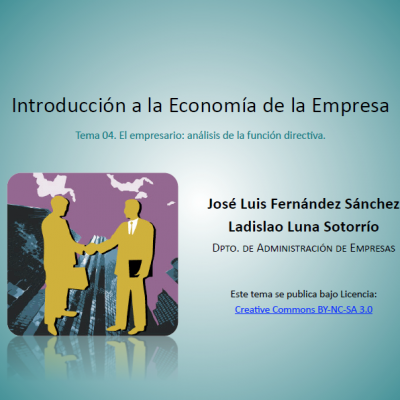 Introducción a la Economía de la Empresa
Tema 04. El empresario: análisis de la función directiva.
José Luis Fernández Sánchez
Ladislao Luna Sotorrío
DPTO. DE ADMINISTRACIÓN DE EMPRESAS
Este tema se publica bajo Licencia:
Creative Commons BY-NC-SA 3.0